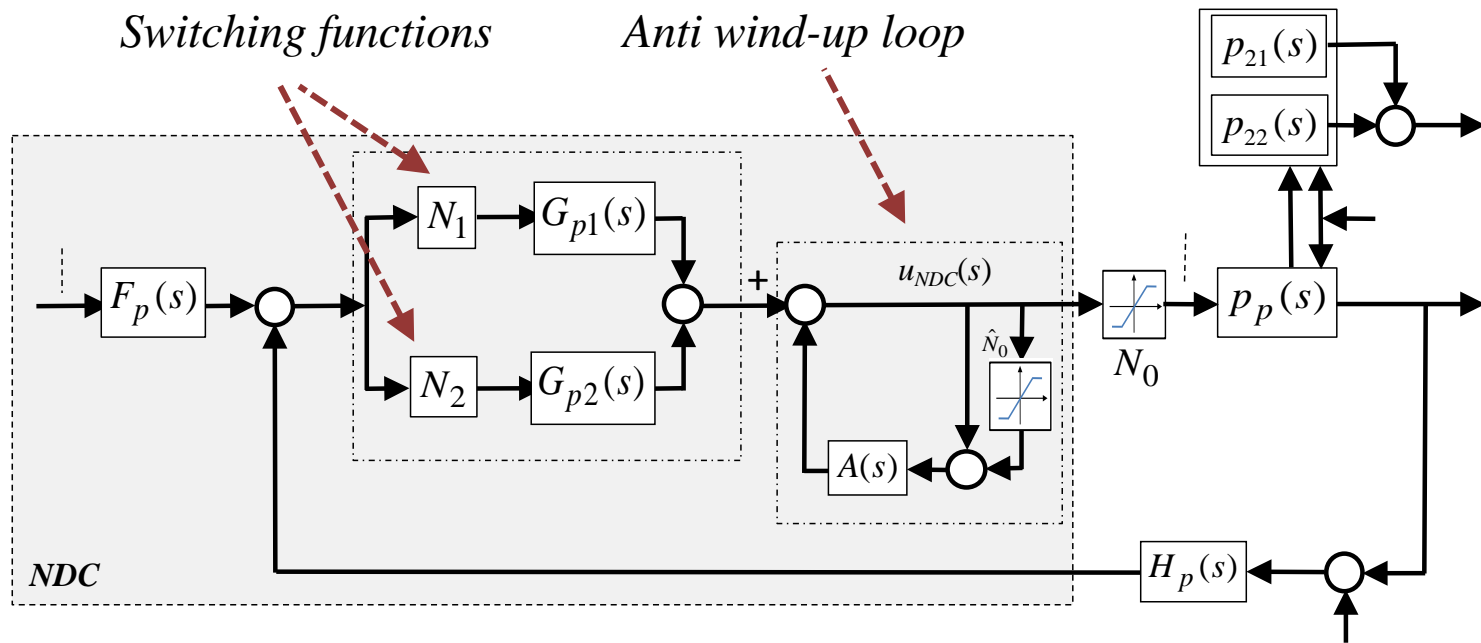 Switching functions
Anti wind-up loop
p21(s)
p22(s)
N1
Gp1(s)
+
uNDC(s)
Fp(s)
N̂0
N0
pp(s)
N2
Gp2(s)
A(s)
Hp(s)
NDC